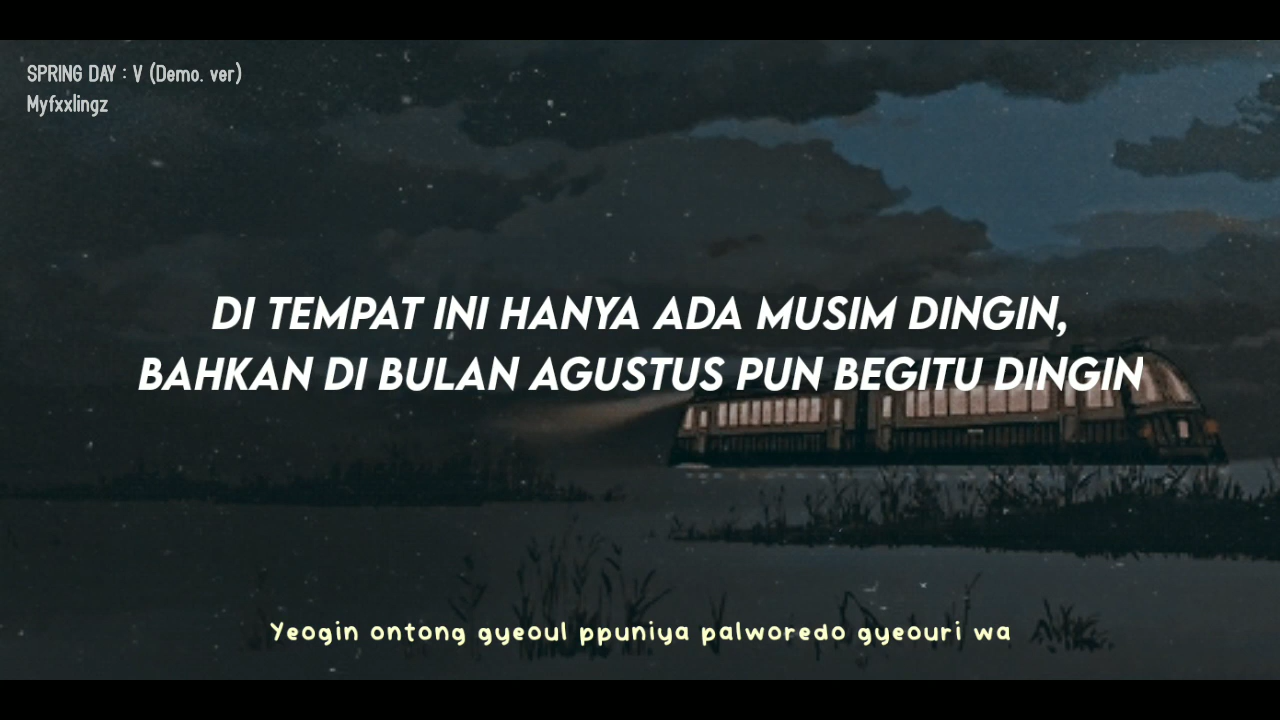 SPRING DAY : V (Demo. ver)
Myfxxlingz
DI TEMPAT INI HANYA ADA MUSIM DINGIN,
BAHKAN DI BULAN AGUSTUS PUN BEGITU DINGIN
Yeogin ontong gyeoul ppuniya palworedo gyeouri wa